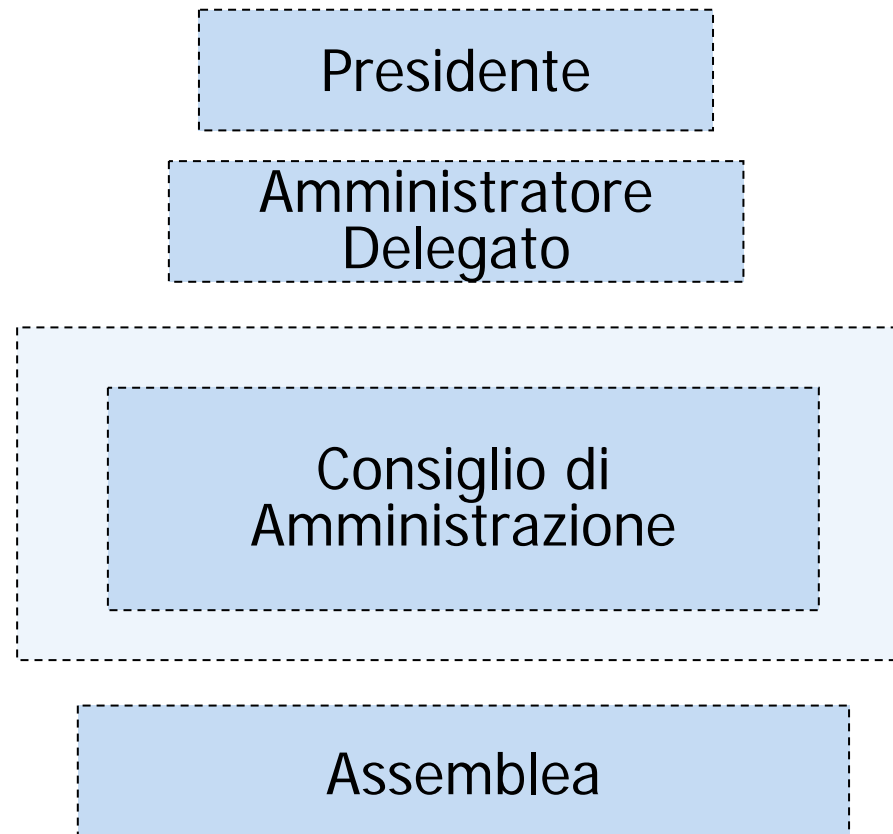 Presidente
Amministratore
Delegato
Consiglio di
Amministrazione
Assemblea